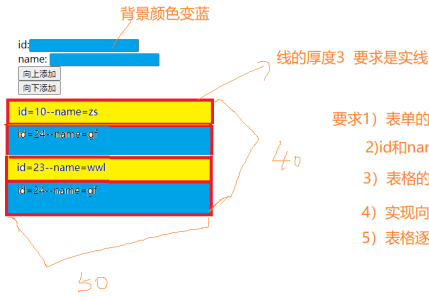 背景颜色变蓝
id:
name:
向上添加
向下添加
线的厚度3 要求是实线
id=10--name=zs
id=24--name=gf
id=23--name=wwl
id=24--name=gf
40
50
要求1）表单的
2)id和nar
3）表格的
4）实现向
5）表格逐